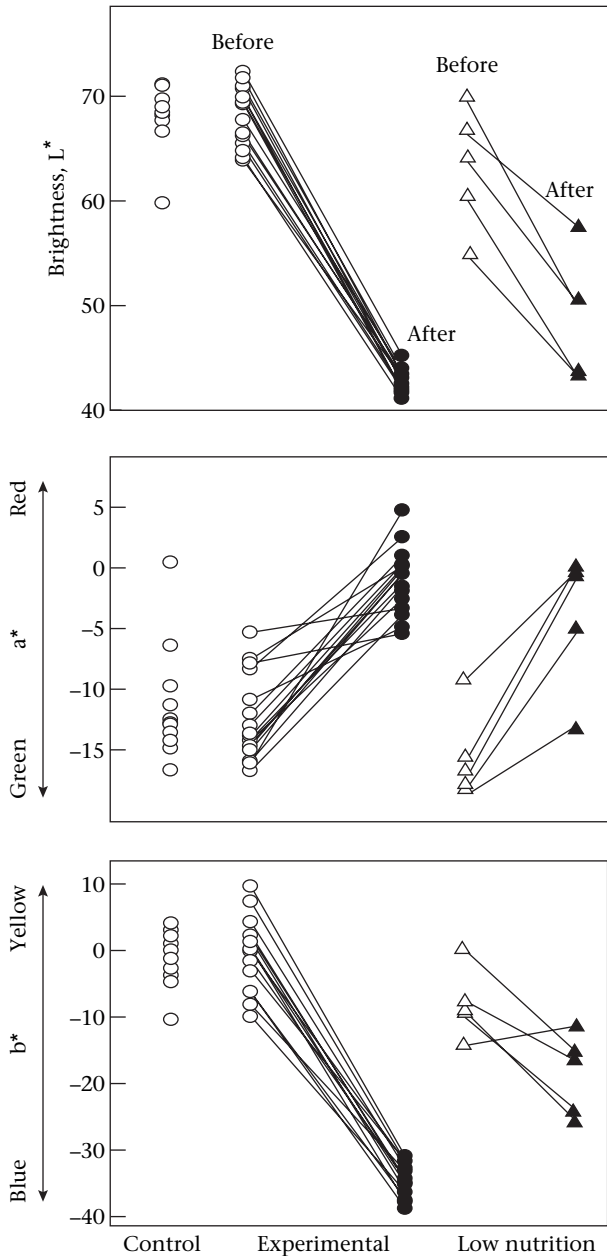 Before
Before
After
After
70
60
50
40
Brightness, L*
Red
a*
Green
5
0
–5
–10
–15
Yellow
b*
Blue
10
0
–10
–20
–30
–40
Control
Experimental
Low nutrition